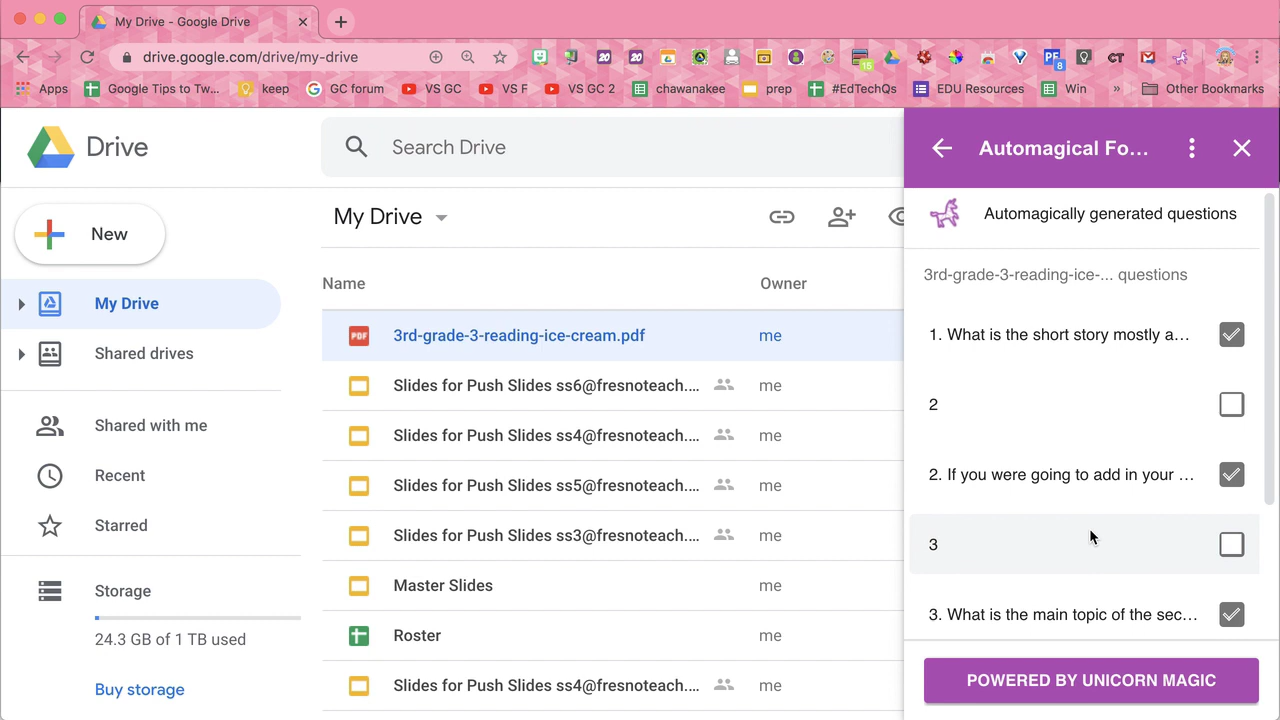 My Drive - Google Drive
drive.google.com/drive/my-drive
20
20
15
PF
8
GT
Apps
Google Tips to Tw...
keep
GC forum
VS GC
VS F
VS GC 2
chawanakee
prep
#EdTechQs
EDU Resources
Win
»
Other Bookmarks
Drive
Search Drive
New
My Drive
Shared drives
Shared with me
Recent
Starred
Storage
24.3 GB of 1 TB used
Buy storage
My Drive
Name Owner
PDF 3rd-grade-3-reading-ice-cream.pdf me
Slides for Push Slides ss6@fresnoteach.... me
Slides for Push Slides ss4@fresnoteach.... me
Slides for Push Slides ss5@fresnoteach.... me
Slides for Push Slides ss3@fresnoteach.... me
Master Slides me
Roster me
Slides for Push Slides ss4@fresnoteach.... me
Automagical Fo...
Automagically generated questions
3rd-grade-3-reading-ice-... questions
1. What is the short story mostly a...
2
2. If you were going to add in your ...
3
3. What is the main topic of the sec...
POWERED BY UNICORN MAGIC